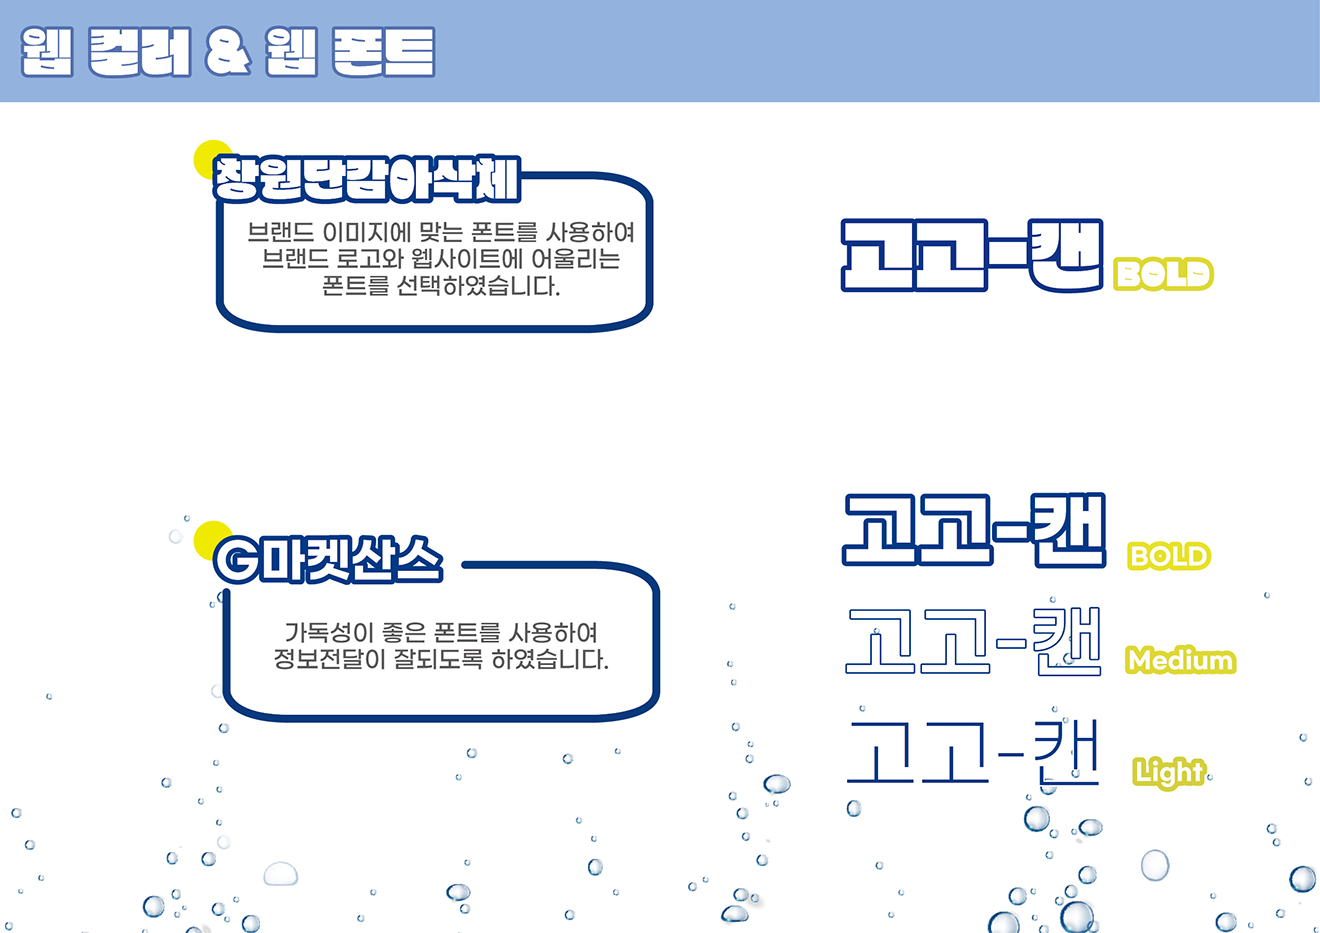 웹 컬러 & 웹 폰트
창원단감아삭체
브랜드 이미지에 맞는 폰트를 사용하여
브랜드 로고와 웹사이트에 어울리는
폰트를 선택하였습니다.
고고-캔 BOLD
G마켓산스
가독성이 좋은 폰트를 사용하여
정보전달이 잘되도록 하였습니다.
고고-캔 BOLD
고고-캔 Medium
고고-캔 Light